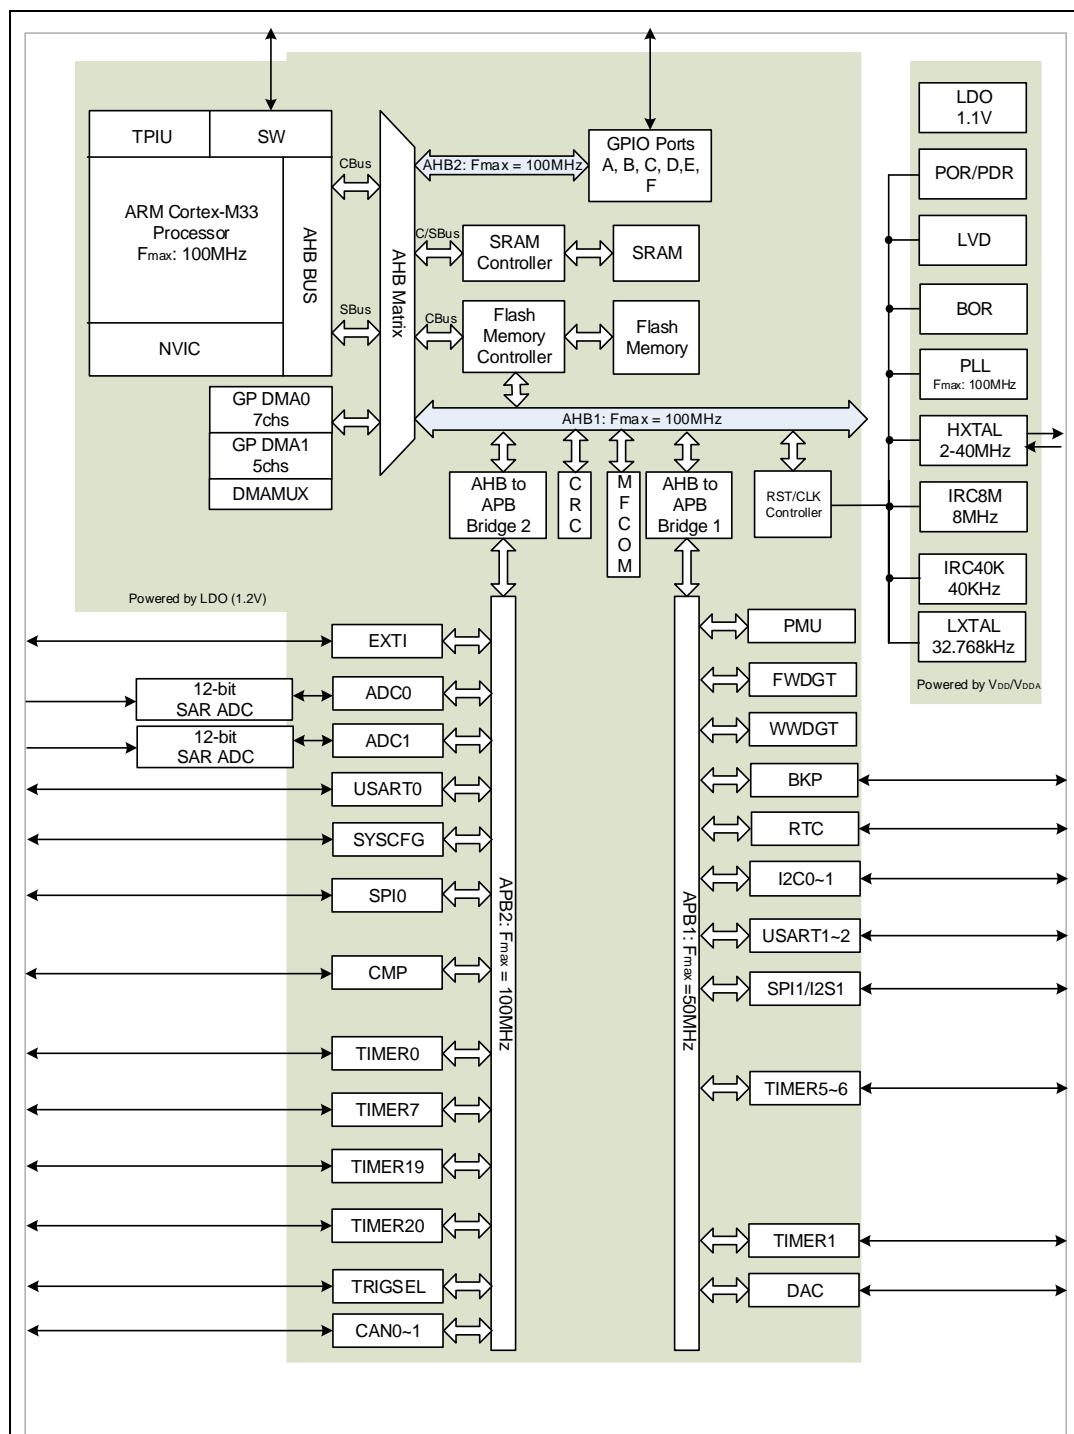 TPIU
SW
ARM Cortex-M33
Processor
Fmax: 100MHz
AHB BUS
NVIC
GP DMA0
7chs
GP DMA1
5chs
DMAMUX
CBus
SBus
AHB Matrix
AHB2: Fmax = 100MHz
GPIO Ports
A, B, C, D,E,
F
C/SBus
SRAM
Controller
SRAM
CBus
Flash
Memory
Controller
Flash
Memory
AHB1: Fmax = 100MHz
AHB to
APB
Bridge 2
C
R
C
M
F
C
O
M
AHB to
APB
Bridge 1
RST/CLK
Controller
LDO
1.1V
POR/PDR
LVD
BOR
PLL
Fmax: 100MHz
HXTAL
2-40MHz
IRC8M
8MHz
IRC40K
40KHz
LXTAL
32.768kHz
Powered by VDD/VDDA
Powered by LDO (1.2V)
EXTI
12-bit
SAR ADC
ADC0
12-bit
SAR ADC
ADC1
USART0
SYSCFG
SPI0
CMP
TIMER0
TIMER7
TIMER19
TIMER20
TRIGSEL
CAN0~1
APB2: Fmax = 100MHz
APB1: Fmax =50MHz
PMU
FWDGT
WWDGT
BKP
RTC
I2C0~1
USART1~2
SPI1/I2S1
TIMER5~6
TIMER1
DAC